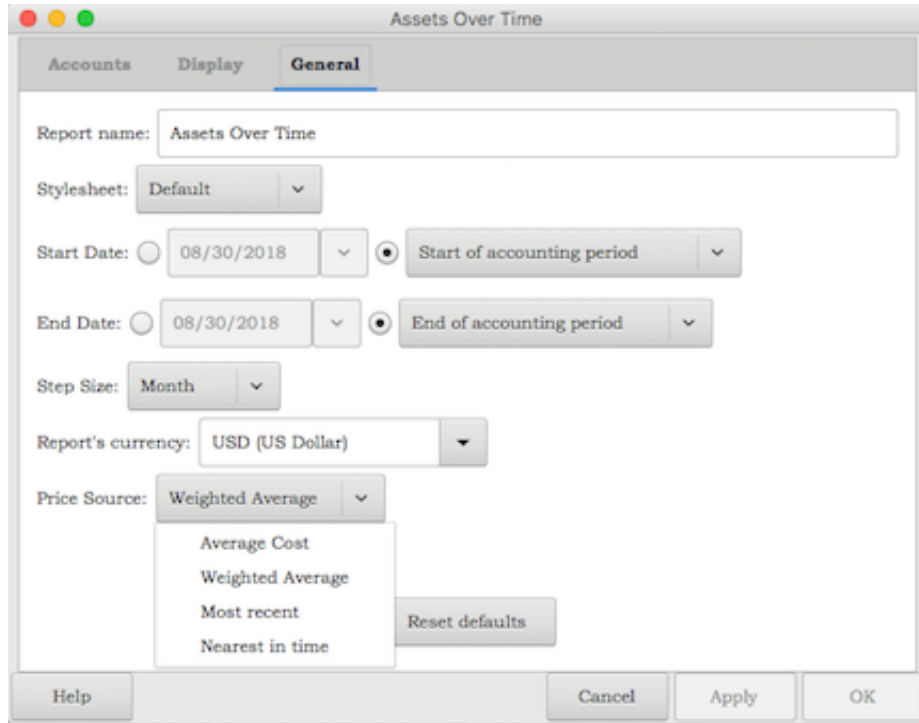 Assets Over Time
Accounts Display General
Report name: Assets Over Time
Stylesheet: Default
Start Date: 08/30/2018 Start of accounting period
End Date: 08/30/2018 End of accounting period
Step Size: Month
Report's currency: USD (US Dollar)
Price Source: Weighted Average
Average Cost
Weighted Average
Most recent
Reset defaults
Nearest in time
Help Cancel Apply OK